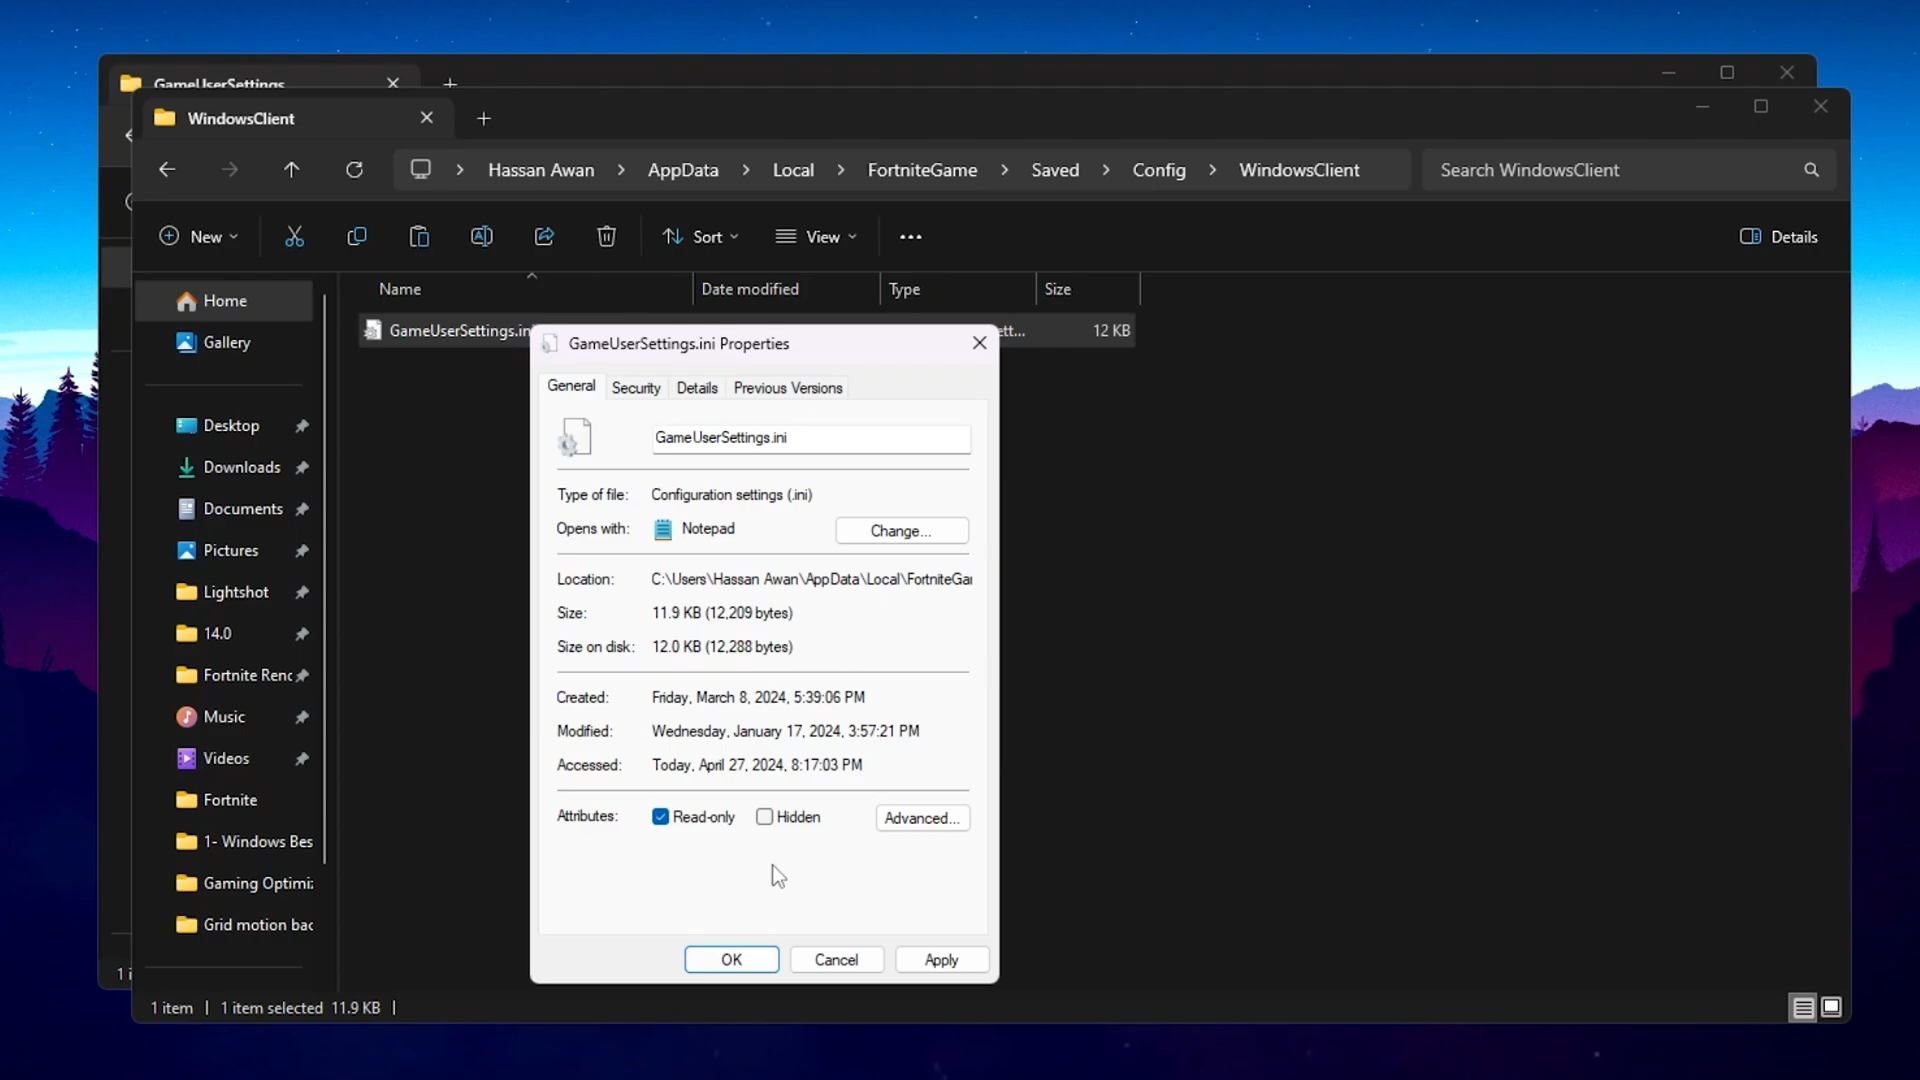 GameUserSettings
WindowsClient
Hassan Awan > AppData > Local > FortniteGame > Saved > Config > WindowsClient
Search WindowsClient
New
Sort
View
Details
Name
Date modified
Type
Size
Home
Gallery
Desktop
Downloads
Documents
Pictures
Lightshot
14.0
Fortnite Renc
Music
Videos
Fortnite
1- Windows Bes
Gaming Optimiz
Grid motion bac
GameUserSettings.in
ett...
12 KB
GameUserSettings.ini Properties
General
Security
Details
Previous Versions
GameUserSettings.ini
Type of file: Configuration settings (.ini)
Opens with: Notepad
Change...
Location: C:\Users\Hassan Awan\AppData\Local\FortniteGa
Size: 11.9 KB (12,209 bytes)
Size on disk: 12.0 KB (12,288 bytes)
Created: Friday, March 8, 2024, 5:39:06 PM
Modified: Wednesday, January 17, 2024, 3:57:21 PM
Accessed: Today, April 27, 2024, 8:17:03 PM
Attributes: Read-only Hidden
Advanced...
OK
Cancel
Apply
1 i
1 item | 1 item selected 11.9 KB |